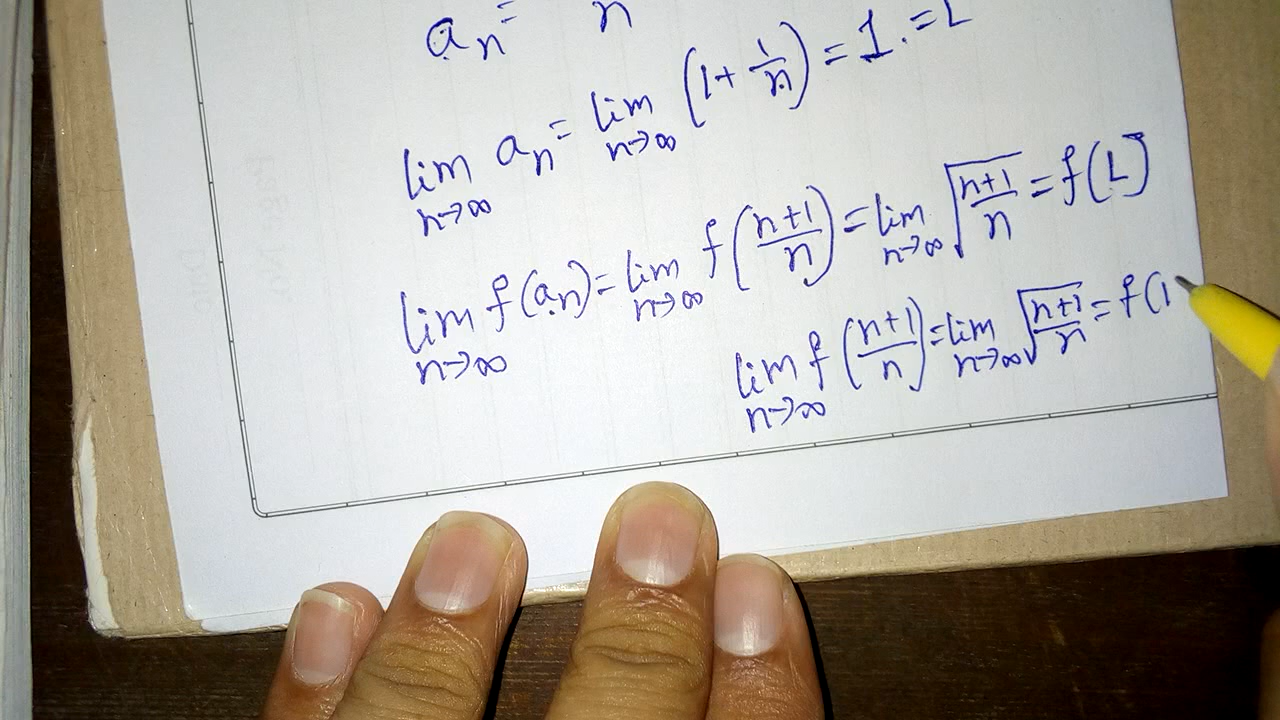 aₙ = n
lim n→∞ aₙ = lim n→∞ (1 + 1/n) = 1. = L
lim n→∞ f(aₙ) = lim n→∞ f((n+1)/n) = lim n→∞ √((n+1)/n) = f(L)
lim n→∞ f((n+1)/n) = lim n→∞ √((n+1)/n) = f(1